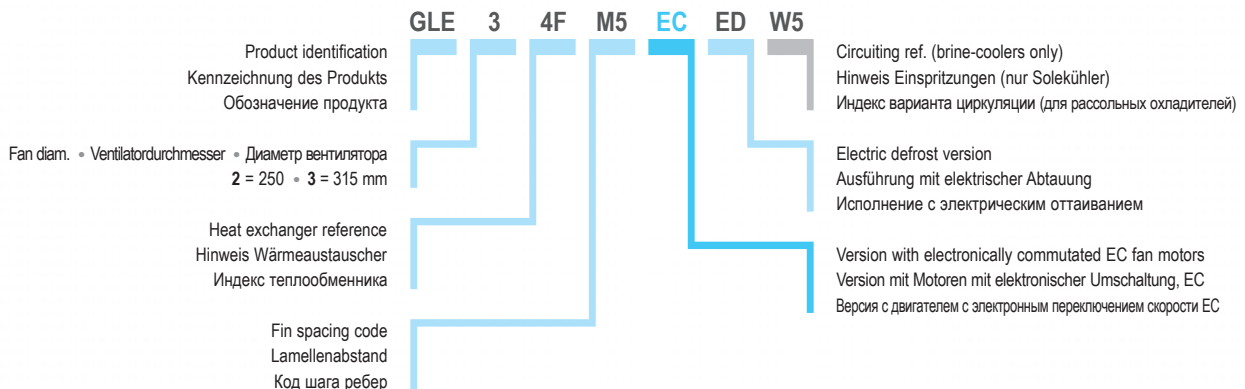 GLE 3 4F M5 EC ED W5
Product identification
Kennzeichnung des Produkts
Обозначение продукта
Fan diam. • Ventilatordurchmesser • Диаметр вентилятора
2 = 250 • 3 = 315 mm
Heat exchanger reference
Hinweis Wärmeaustauscher
Индекс теплообменника
Fin spacing code
Lamellenabstand
Код шага ребер
Circuiting ref. (brine-coolers only)
Hinweis Einspritzungen (nur Solekühler)
Индекс варианта циркуляции (для рассольных охладителей)
Electric defrost version
Ausführung mit elektrischer Abtauung
Исполнение с электрическим оттаиванием
Version with electronically commutated EC fan motors
Version mit Motoren mit elektronischer Umschaltung, EC
Версия с двигателем с электронным переключением скорости ЕС